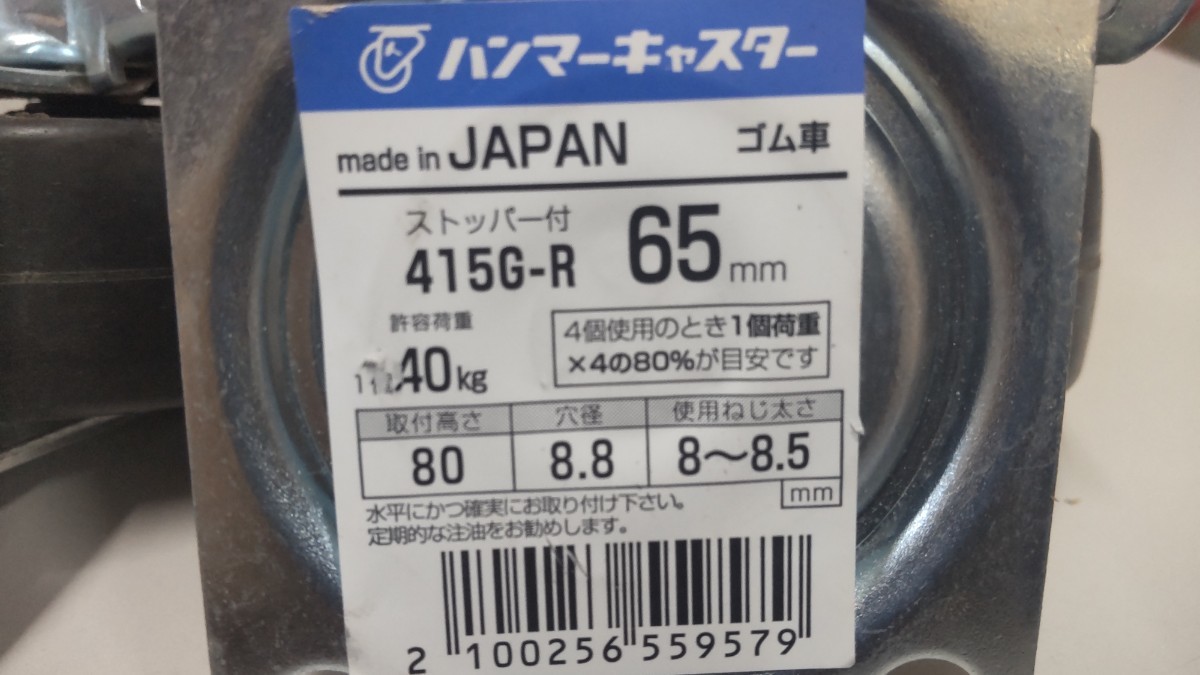 ハンマーキャスター
made in JAPAN ゴム車
ストッパー付
415G-R 65mm
許容荷重
40kg
4個使用のとき1個荷重
×4の80%が目安です
取付高さ 穴径 使用ねじ太さ
80 8.8 8〜8.5
mm
水平にかつ確実にお取り付け下さい。
定期的な注油をお勧めします。
2 100256 559579